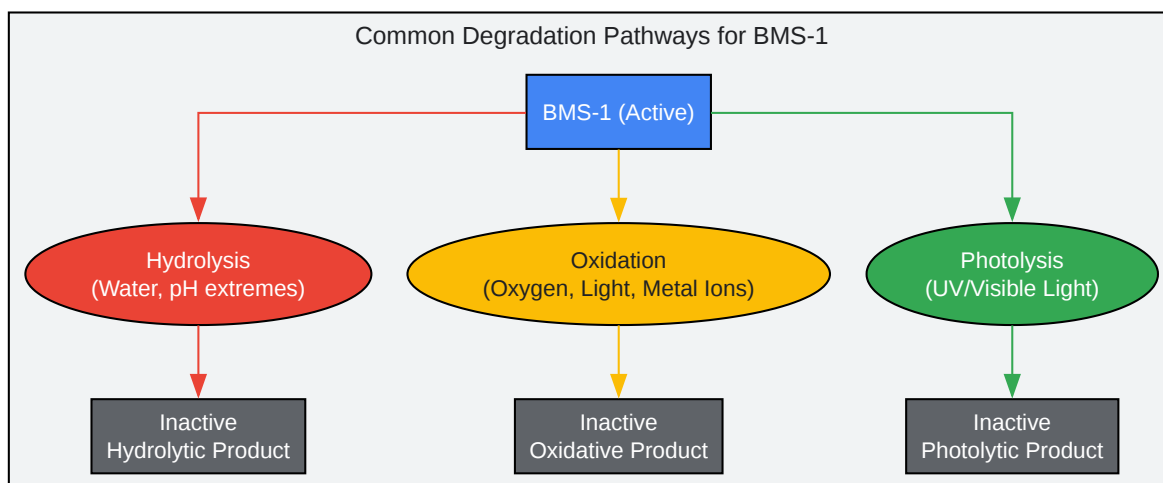 Common Degradation Pathways for BMS-1
BMS-1 (Active)
Hydrolysis
(Water, pH extremes)
Oxidation
(Oxygen, Light, Metal Ions)
Photolysis
(UV/Visible Light)
Inactive
Hydrolytic Product
Inactive
Oxidative Product
Inactive
Photolytic Product